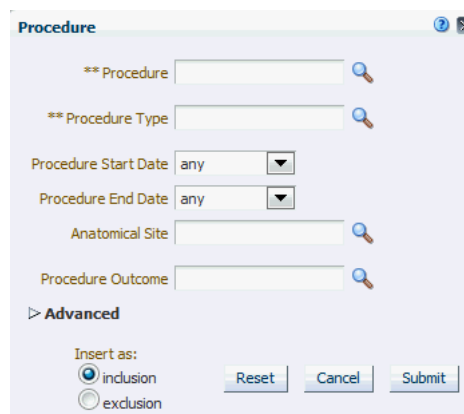 Procedure
** Procedure
** Procedure Type
Procedure Start Date any
Procedure End Date any
Anatomical Site
Procedure Outcome
Advanced
Insert as:
inclusion Reset Cancel Submit
exclusion